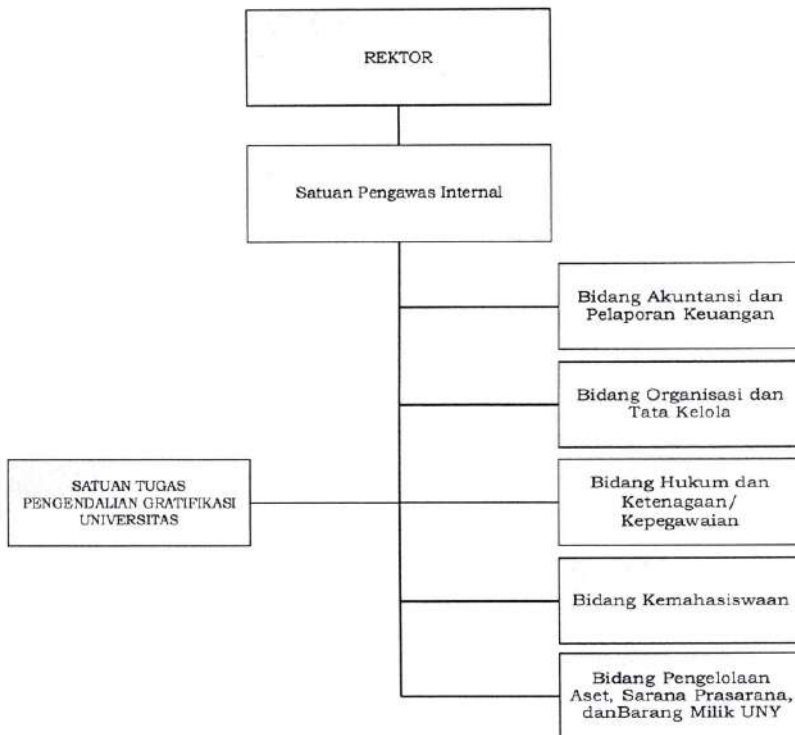 REKTOR
Satuan Pengawas Internal
Bidang Akuntansi dan
Pelaporan Keuangan
Bidang Organisasi dan
Tata Kelola
SATUAN TUGAS
PENGENDALIAN GRATIFIKASI
UNIVERSITAS
Bidang Hukum dan
Ketenagaan/
Kepegawaian
Bidang Kemahasiswaan
Bidang Pengelolaan
Aset, Sarana Prasarana,
danBarang Milik UNY